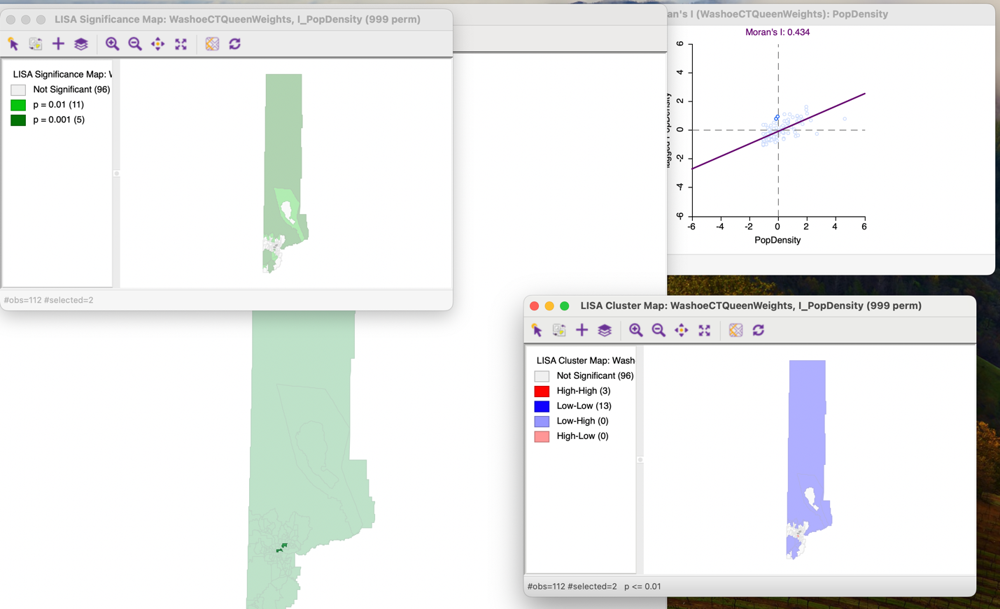 LISA Significance Map: WashoeCTQueenWeights, I_PopDensity (999 perm)
LISA Significance Map: W
Not Significant (96)
p = 0.01 (11)
p = 0.001 (5)
#obs=112 #selected=2
an's I (WashoeCTQueenWeights): PopDensity
Moran's I: 0.434
lagged PopDensity
6
4
2
0
-2
-4
-6
-6 -4 -2 0 2 4 6
PopDensity
LISA Cluster Map: WashoeCTQueenWeights, I_PopDensity (999 perm)
LISA Cluster Map: Wash
Not Significant (96)
High-High (3)
Low-Low (13)
Low-High (0)
High-Low (0)
#obs=112 #selected=2 p <= 0.01